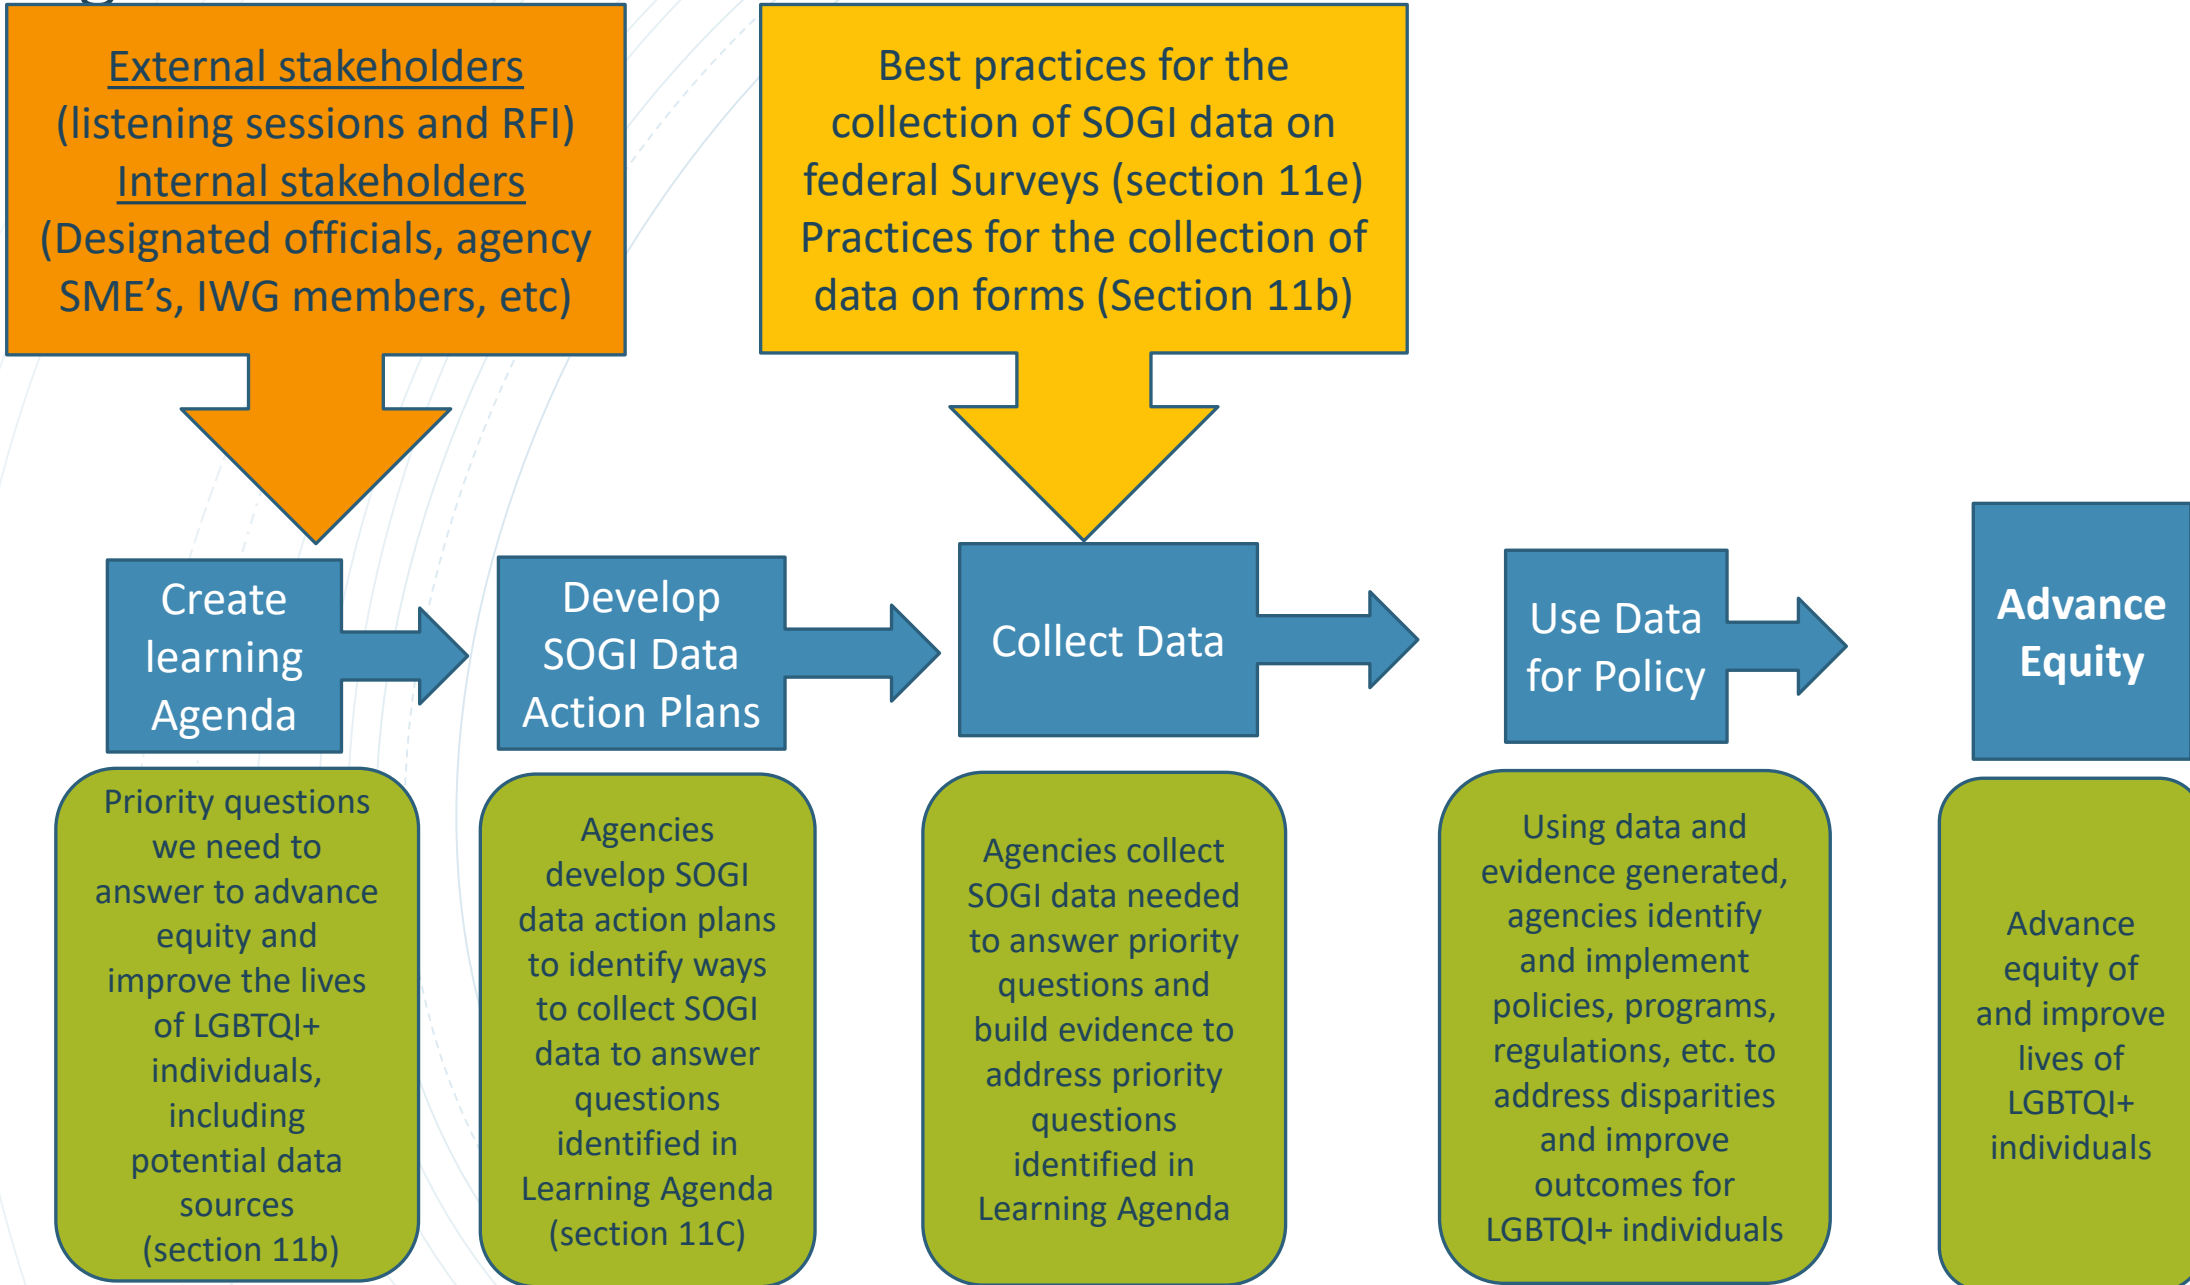 External stakeholders
(listening sessions and RFI)
Internal stakeholders
(Designated officials, agency
SME’s, IWG members, etc)
Best practices for the
collection of SOGI data on
federal Surveys (section 11e)
Practices for the collection of
data on forms (Section 11b)
Create
learning
Agenda
Develop
SOGI Data
Action Plans
Collect Data
Use Data
for Policy
Advance
Equity
Priority questions
we need to
answer to advance
equity and
improve the lives
of LGBTQI+
individuals,
including
potential data
sources
(section 11b)
Agencies
develop SOGI
data action plans
to identify ways
to collect SOGI
data to answer
questions
identified in
Learning Agenda
(section 11C)
Agencies collect
SOGI data needed
to answer priority
questions and
build evidence to
address priority
questions
identified in
Learning Agenda
Using data and
evidence generated,
agencies identify
and implement
policies, programs,
regulations, etc. to
address disparities
and improve
outcomes for
LGBTQI+ individuals
Advance
equity of
and improve
lives of
LGBTQI+
individuals